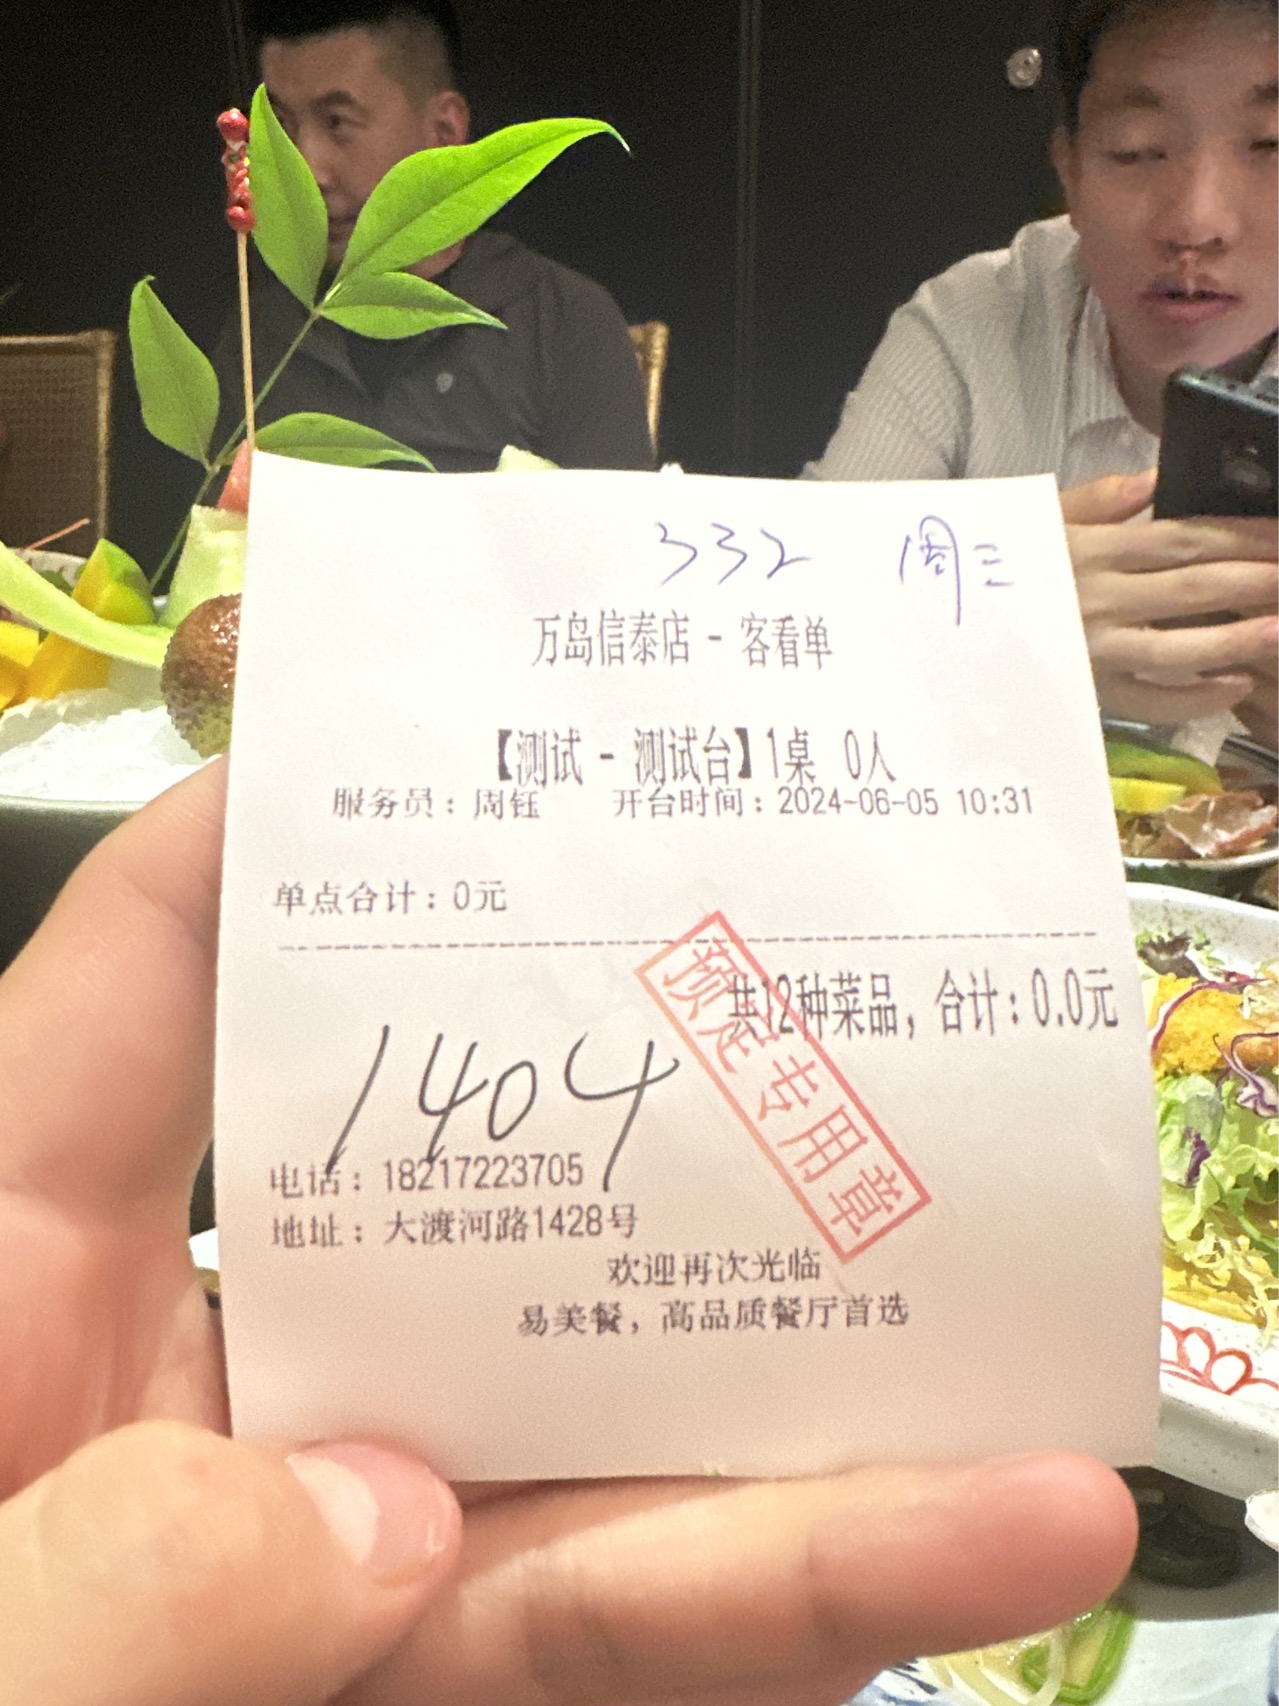 332 周三
万岛信泰店 - 客看单
【测试 - 测试台】1桌 0人
服务员：周钰 开台时间：2024-06-05 10:31
单点合计：0元
共12种菜品，合计：0.0元
预定专用章
1404
电话：18217223705
地址：大渡河路1428号
欢迎再次光临
易美餐，高品质餐厅首选